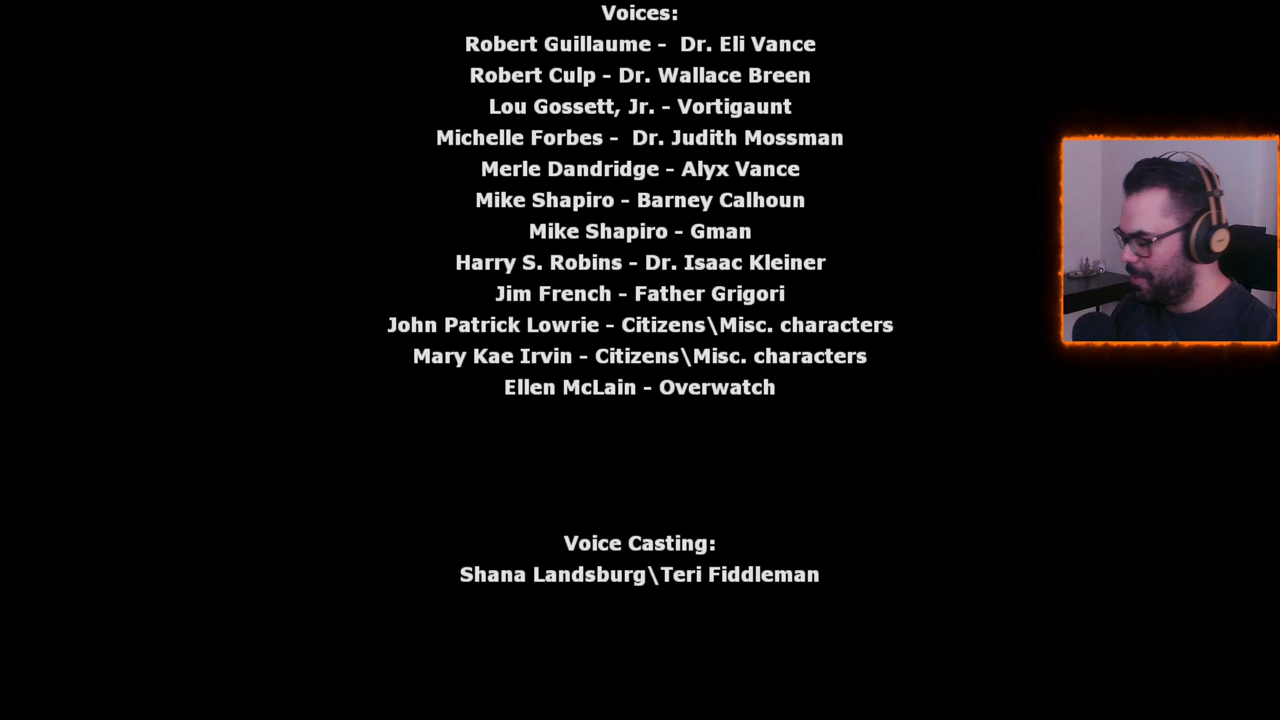 Voices:
Robert Guillaume -  Dr. Eli Vance
Robert Culp - Dr. Wallace Breen
Lou Gossett, Jr. - Vortigaunt
Michelle Forbes -  Dr. Judith Mossman
Merle Dandridge - Alyx Vance
Mike Shapiro - Barney Calhoun
Mike Shapiro - Gman
Harry S. Robins - Dr. Isaac Kleiner
Jim French - Father Grigori
John Patrick Lowrie - Citizens\Misc. characters
Mary Kae Irvin - Citizens\Misc. characters
Ellen McLain - Overwatch
Voice Casting:
Shana Landsburg\Teri Fiddleman